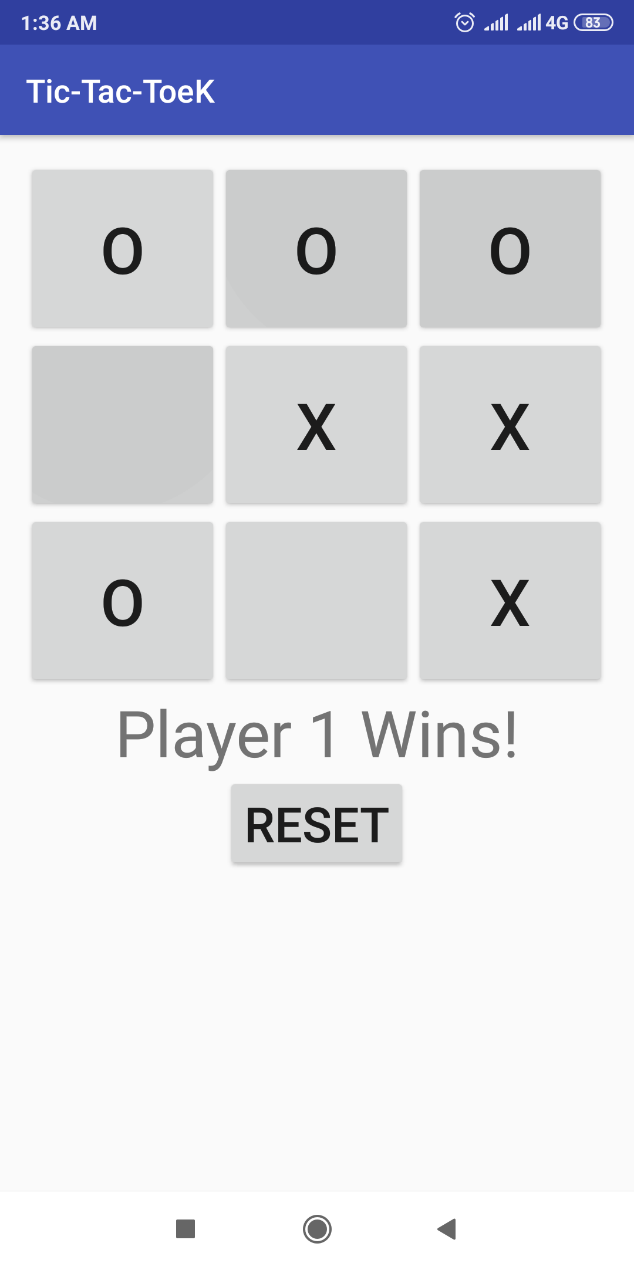 1:36 AM 4G 83
Tic-Tac-ToeK
O O O
X X
O X
Player 1 Wins!
RESET